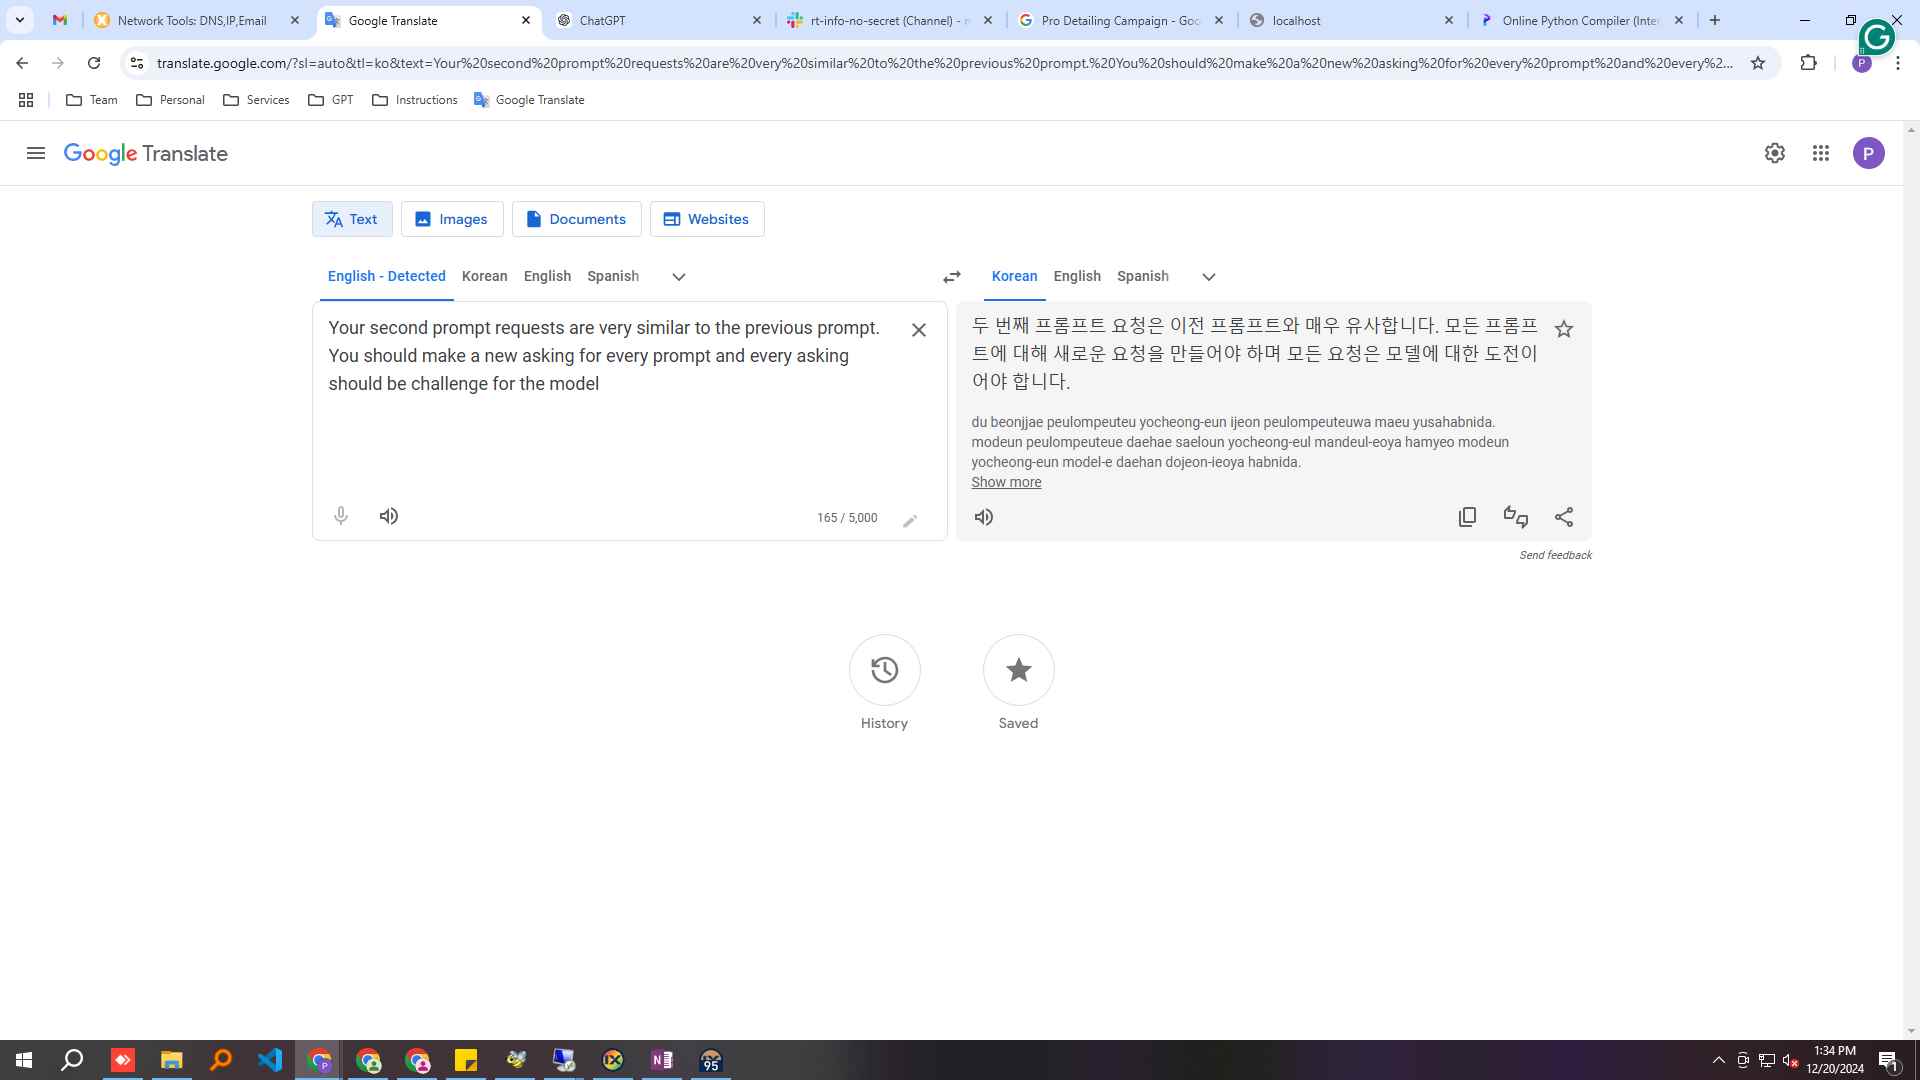 Network Tools: DNS,IP,Email
Google Translate
ChatGPT
rt-info-no-secret (Channel) -
Pro Detailing Campaign - Goo
localhost
Online Python Compiler (Inter
translate.google.com/?sl=auto&tl=ko&text=Your%20second%20prompt%20requests%20are%20very%20similar%20to%20the%20previous%20prompt.%20You%20should%20make%20a%20new%20asking%20for%20every%20prompt%20and%20every%2...
P
Team
Personal
Services
GPT
Instructions
Google Translate
Google Translate
P
Text
Images
Documents
Websites
English - Detected
Korean
English
Spanish
Korean
English
Spanish
Your second prompt requests are very similar to the previous prompt.
You should make a new asking for every prompt and every asking
should be challenge for the model
165 / 5,000
두 번째 프롬프트 요청은 이전 프롬프트와 매우 유사합니다. 모든 프롬프
트에 대해 새로운 요청을 만들어야 하며 모든 요청은 모델에 대한 도전이
어야 합니다.
du beonjjae peulompeuteu yocheong-eun ijeon peulompeuteuwa maeu yusahabnida.
modeun peulompeuteue daehae saeloun yocheong-eul mandeul-eoya hamyeo modeun
yocheong-eun model-e daehan dojeon-ieoya habnida.
Show more
Send feedback
History
Saved
95
1:34 PM
12/20/2024
1